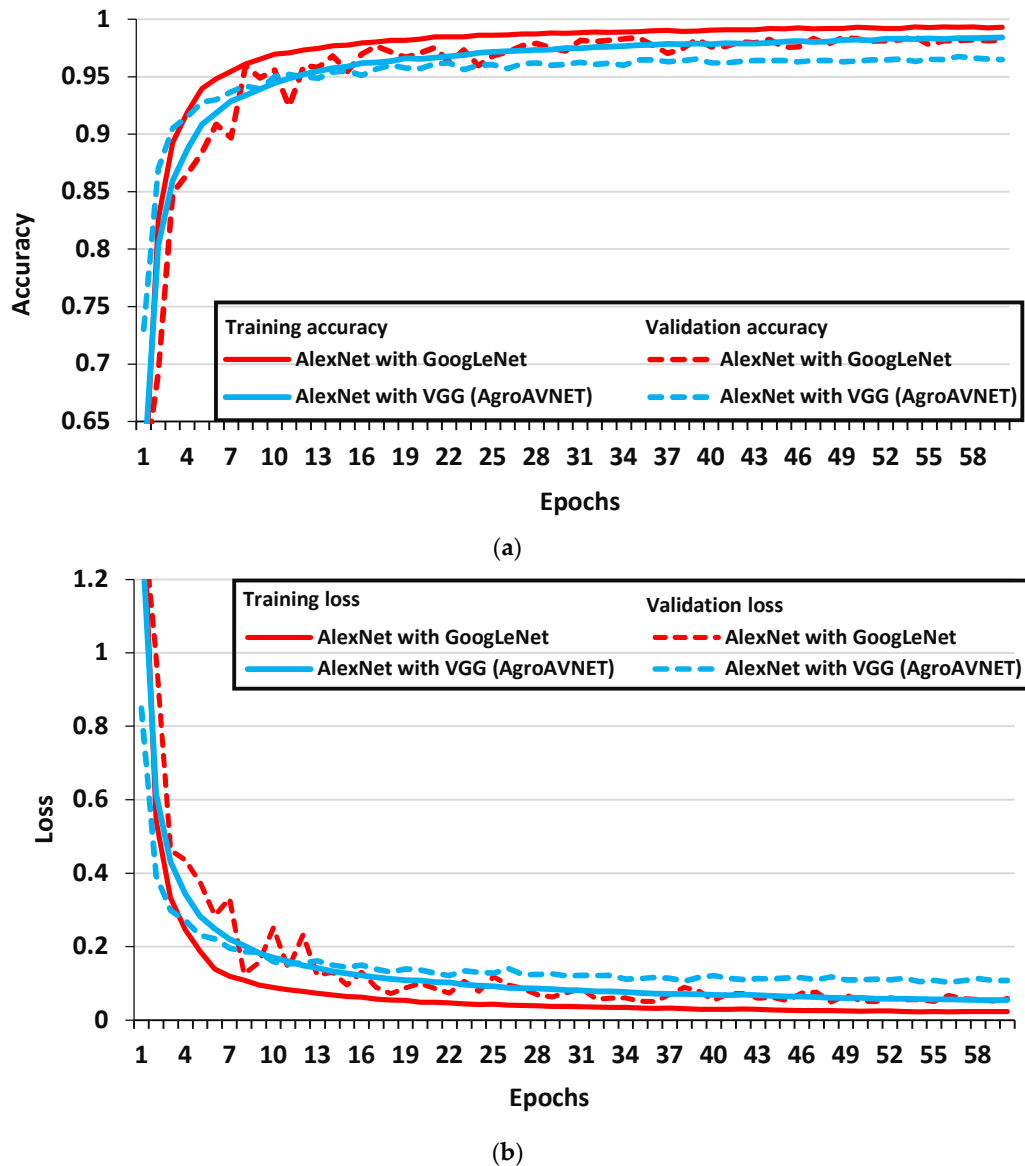 1
0.95
0.9
0.85
0.8
0.75
0.7
0.65
Accuracy
Training accuracy Validation accuracy
AlexNet with GoogLeNet AlexNet with GoogLeNet
AlexNet with VGG (AgroAVNET) AlexNet with VGG (AgroAVNET)
1 4 7 10 13 16 19 22 25 28 31 34 37 40 43 46 49 52 55 58
Epochs
(a)
1.2
1
0.8
0.6
0.4
0.2
0
Loss
Training loss Validation loss
AlexNet with GoogLeNet AlexNet with GoogLeNet
AlexNet with VGG (AgroAVNET) AlexNet with VGG (AgroAVNET)
1 4 7 10 13 16 19 22 25 28 31 34 37 40 43 46 49 52 55 58
Epochs
(b)